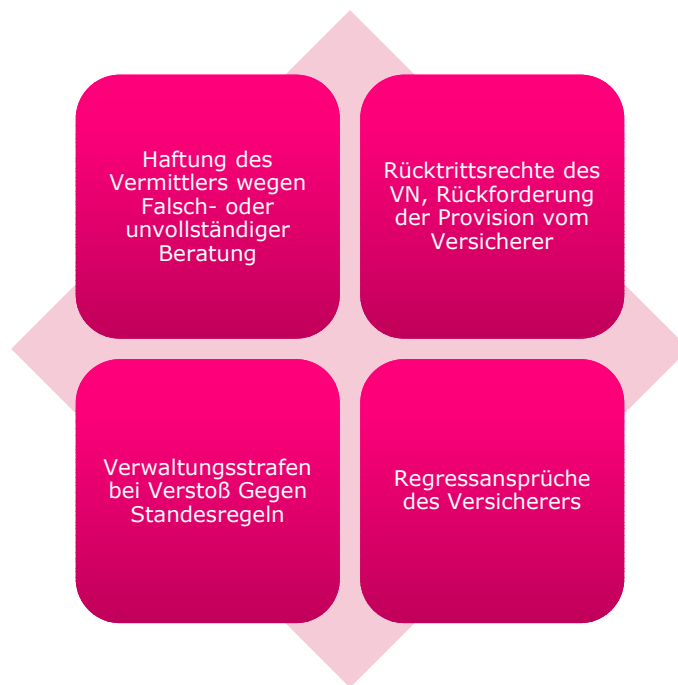 Haftung des
Vermittlers wegen
Falsch- oder
unvollständiger
Beratung
Rücktrittsrechte des
VN, Rückforderung
der Provision vom
Versicherer
Verwaltungsstrafen
bei Verstoß Gegen
Standesregeln
Regressansprüche
des Versicherers